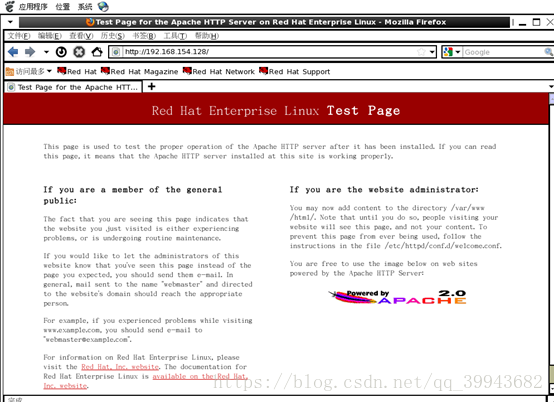 应用程序 位置 系统
Test Page for the Apache HTTP Server on Red Hat Enterprise Linux - Mozilla Firefox
文件(F) 编辑(E) 查看(V) 历史(S) 书签(B) 工具(T) 帮助(H)
http://192.168.154.128/ Google
访问最多 Red Hat Red Hat Magazine Red Hat Network Red Hat Support
Test Page for the Apache HTT...
Red Hat Enterprise Linux Test Page
This page is used to test the proper operation of the Apache HTTP server after it has been installed. If you can read
this page, it means that the Apache HTTP server installed at this site is working properly.
If you are a member of the general
public:
The fact that you are seeing this page indicates that
the website you just visited is either experiencing
problems, or is undergoing routine maintenance.
If you would like to let the administrators of this
website know that you've seen this page instead of the
page you expected, you should send them e-mail. In
general, mail sent to the name "webmaster" and directed
to the website's domain should reach the appropriate
person.
For example, if you experienced problems while visiting
www.example.com, you should send e-mail to
"webmaster@example.com".
For information on Red Hat Enterprise Linux, please
visit the Red Hat, Inc. website. The documentation for
Red Hat Enterprise Linux is available on the Red Hat,
Inc. website.
If you are the website administrator:
You may now add content to the directory /var/www
/html/. Note that until you do so, people visiting your
website will see this page, and not your content. To
prevent this page from ever being used, follow the
instructions in the file /etc/httpd/conf.d/welcome.conf.
You are free to use the image below on web sites
powered by the Apache HTTP Server:
Powered by 2.0
APACHE
https://blog.csdn.net/qq_39943682
完成